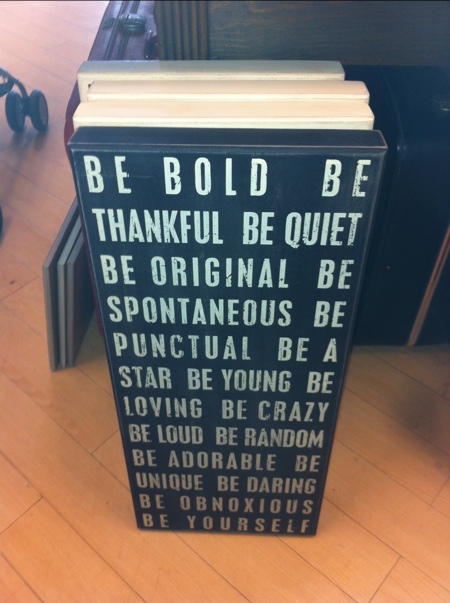 BE BOLD BE
THANKFUL BE QUIET
BE ORIGINAL BE
SPONTANEOUS BE
PUNCTUAL BE A
STAR BE YOUNG BE
LOVING BE CRAZY
BE LOUD BE RANDOM
BE ADORABLE BE
UNIQUE BE DARING
BE OBNOXIOUS
BE YOURSELF